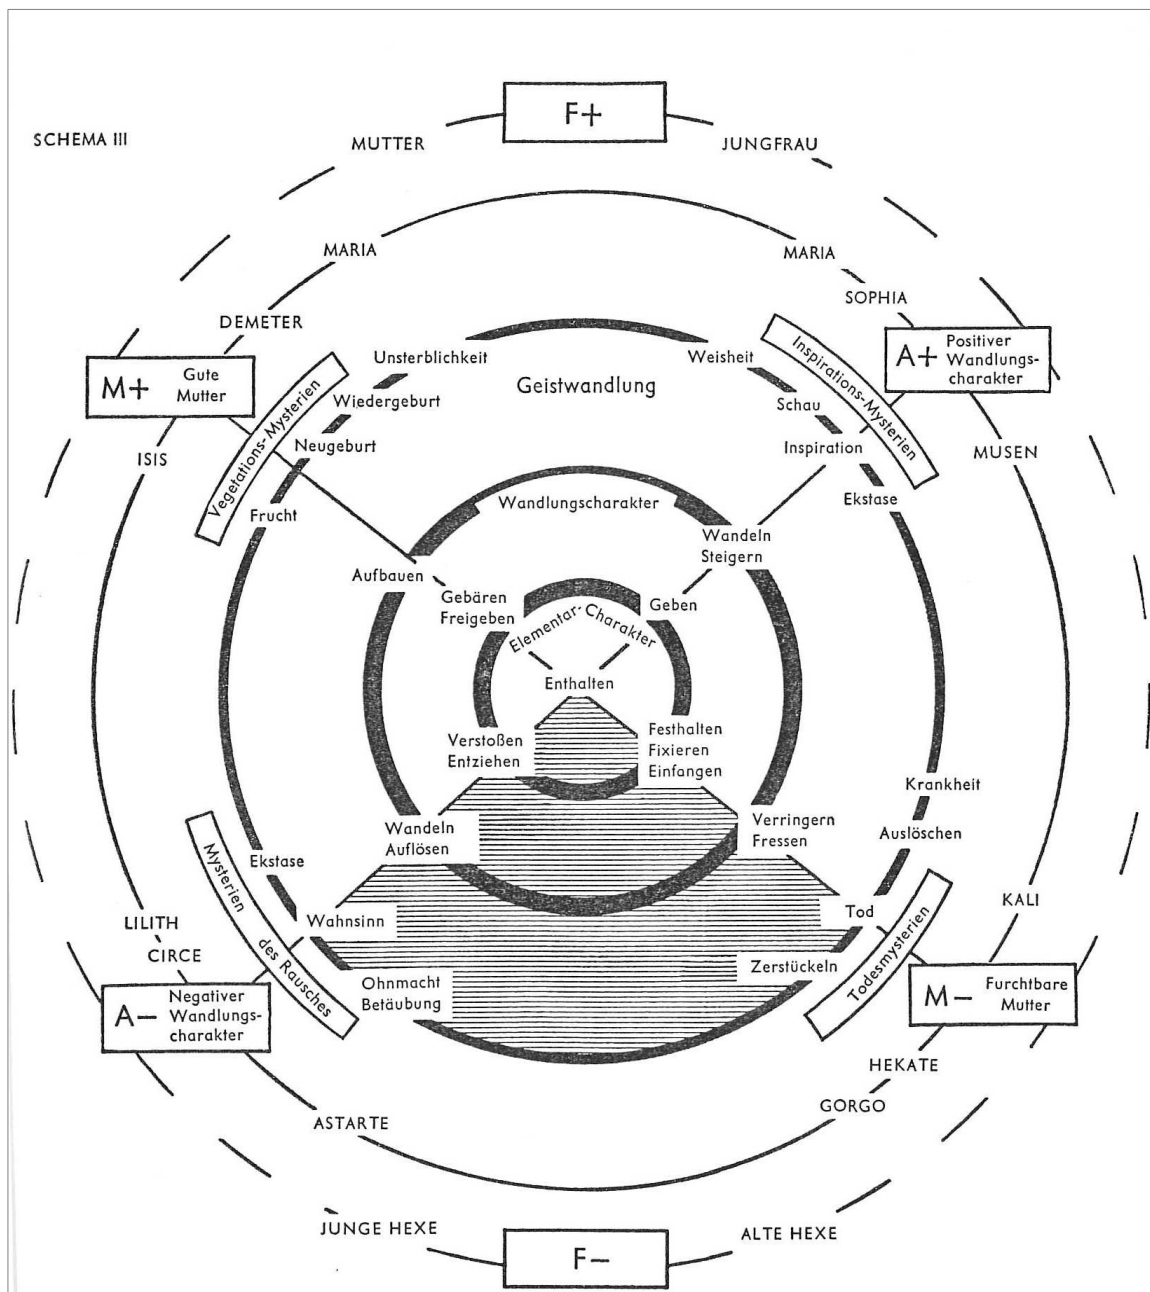 SCHEMA III
F+
MUTTER
JUNGFRAU
MARIA
MARIA
SOPHIA
DEMETER
A+
Positiver
Wandlungs-
charakter
M+
Gute
Mutter
Inspirations-Mysterien
Vegetations-Mysterien
Unsterblichkeit
Weisheit
Geistwandlung
Wiedergeburt
Schau
Neugeburt
Inspiration
ISIS
MUSEN
Ekstase
Frucht
Wandlungscharakter
Wandeln
Steigern
Aufbauen
Gebären
Freigeben
Geben
Elementar-Charakter
Enthalten
Verstoßen
Entziehen
Festhalten
Fixieren
Einfangen
Krankheit
Wandeln
Auflösen
Verringern
Fressen
Auslöschen
Ekstase
Mysterien
des Rausches
Wahnsinn
Tod
KALI
LILITH
CIRCE
Ohnmacht
Betäubung
Zerstückeln
Todesmysterien
A−
Negativer
Wandlungs-
charakter
M−
Furchtbare
Mutter
HEKATE
GORGO
ASTARTE
JUNGE HEXE
ALTE HEXE
F−